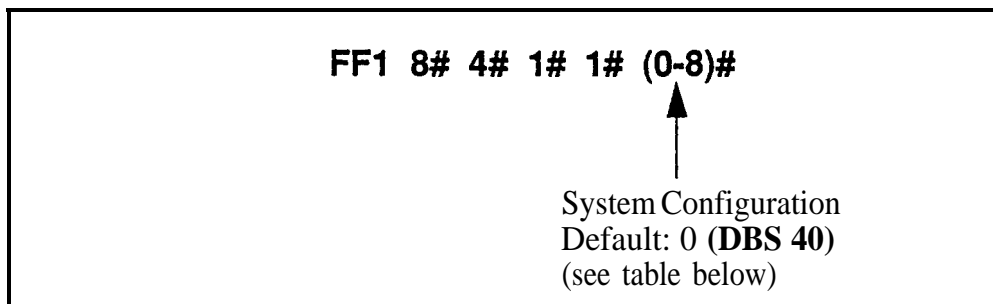 FF1 8# 4# 1# 1# (0-8)#
System Configuration
Default: 0 (DBS 40)
(see table below)